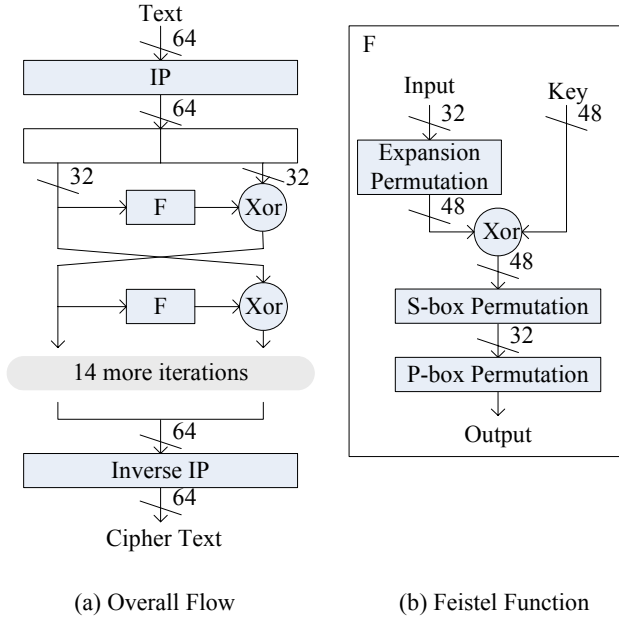 Text
64
IP
64
32
32
F
Xor
F
Xor
14 more iterations
64
Inverse IP
64
Cipher Text
(a) Overall Flow
F
Input
Key
32
48
Expansion
Permutation
48
Xor
48
S-box Permutation
32
P-box Permutation
Output
(b) Feistel Function